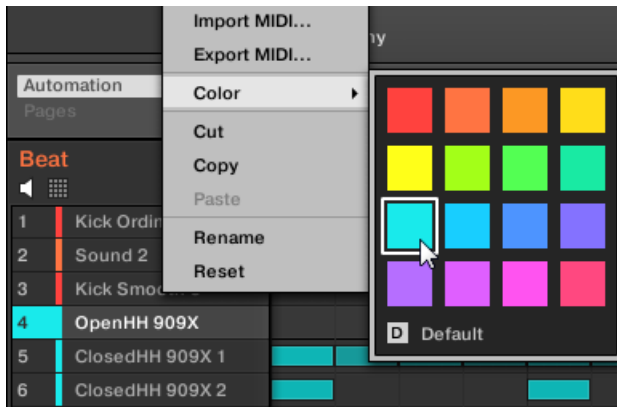 Import MIDI...
Export MIDI...
Automation
Color
Pages
Cut
Beat
Copy
Paste
1 Kick Ordin
Rename
2 Sound 2
Reset
3
Kick Smo
4 OpenHH 909X
D Default
5 ClosedHH 909X 1
6 ClosedHH 909X 2